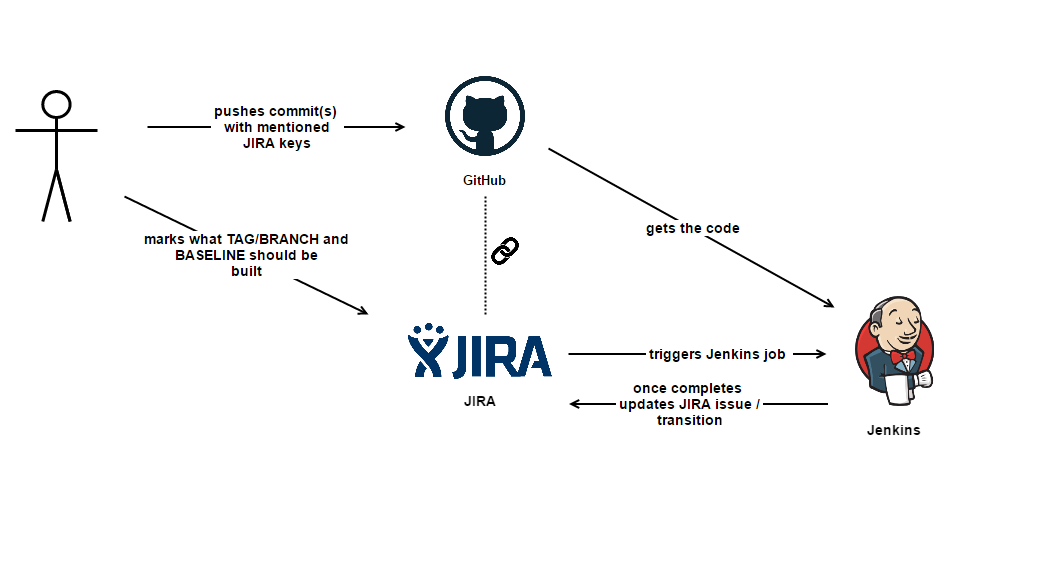 pushes commit(s)
with mentioned
JIRA keys
GitHub
gets the code
marks what TAG/BRANCH and
BASELINE should be
built
JIRA
JIRA
triggers Jenkins job
once completes
updates JIRA issue /
transition
Jenkins